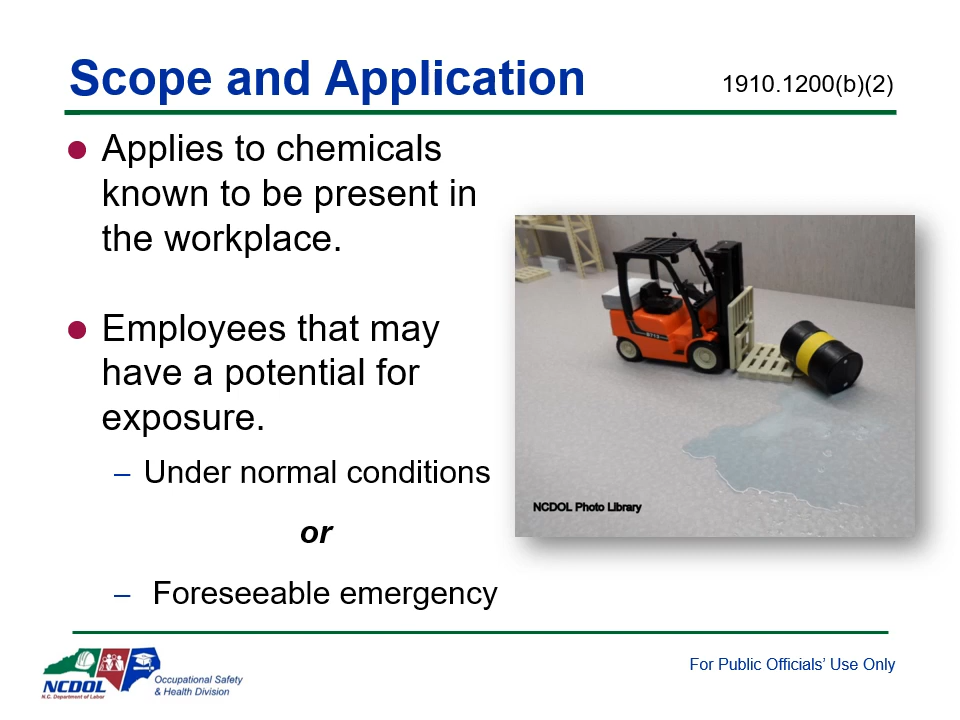 Scope and Application
1910.1200(b)(2)
Applies to chemicals
known to be present in
the workplace.
Employees that may
have a potential for
exposure.
– Under normal conditions
or
– Foreseeable emergency
NCDOL Photo Library
NCDOL
N.C. Department of Labor
Occupational Safety
& Health Division
For Public Officials’ Use Only